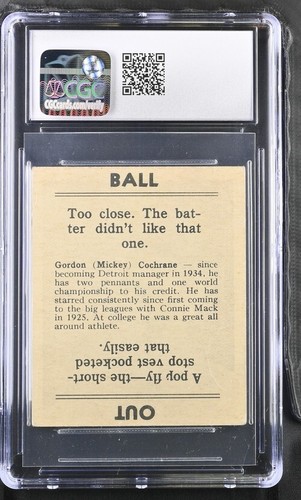 CGC
CGCcards.com/verify
BALL
Too close. The bat-
ter didn't like that
one.
Gordon (Mickey) Cochrane — since
becoming Detroit manager in 1934, he
has two pennants and one world
championship to his credit. He has
starred consistently since first coming
to the big leagues with Connie Mack
in 1925. At college he was a great all
around athlete.
A pop fly—the short-
stop vest pocketed
that easily.
OUT